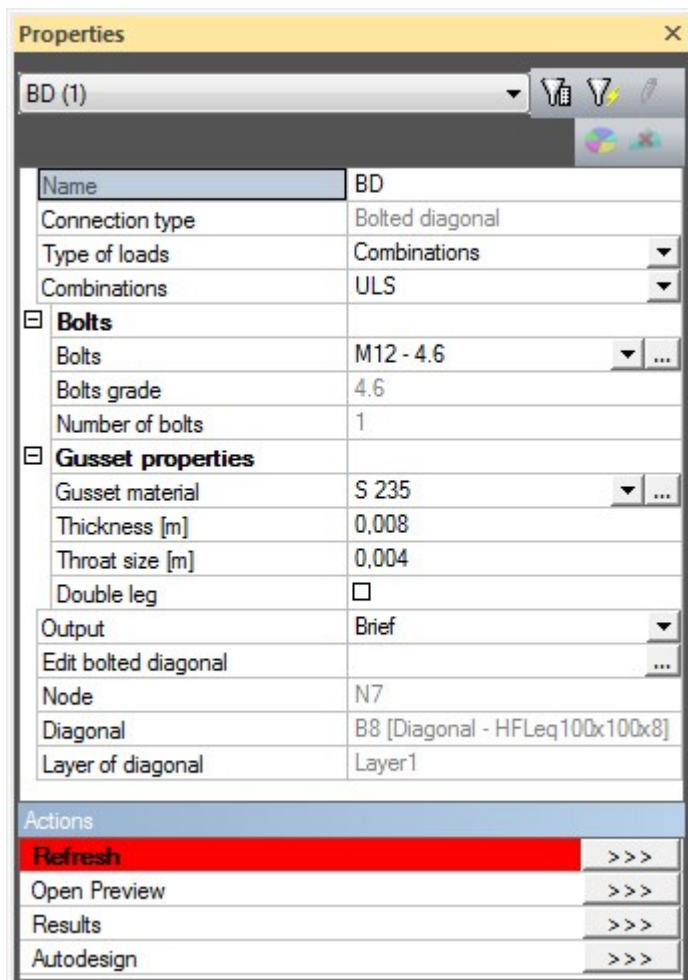 Properties
BD (1)
Name BD
Connection type Bolted diagonal
Type of loads Combinations
Combinations ULS
Bolts
Bolts M12 - 4.6 ...
Bolts grade 4.6
Number of bolts 1
Gusset properties
Gusset material S 235 ...
Thickness [m] 0,008
Throat size [m] 0,004
Double leg
Output Brief
Edit bolted diagonal ...
Node N7
Diagonal B8 [Diagonal - HFLeq100x100x8]
Layer of diagonal Layer1
Actions
Refresh >>>
Open Preview >>>
Results >>>
Autodesign >>>